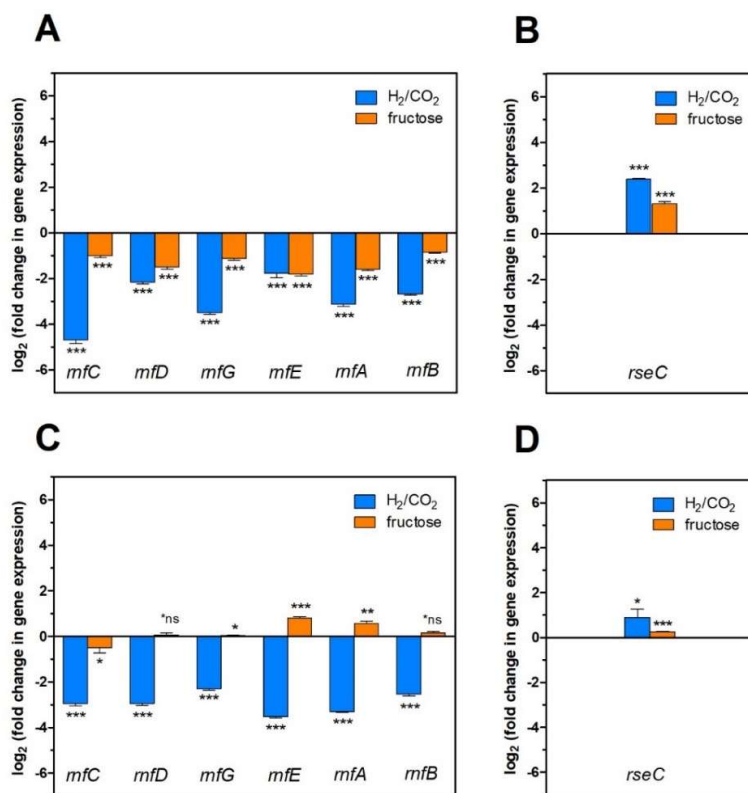 A
B
H₂/CO₂
fructose
log₂ (fold change in gene expression)
6
4
2
0
-2
-4
-6
*** *** *** *** *** *** *** *** *** *** *** ***
rnfC rnfD rnfG rnfE rnfA rnfB
H₂/CO₂
fructose
log₂ (fold change in gene expression)
6
4
2
0
-2
-4
-6
*** ***
rseC
C
D
H₂/CO₂
fructose
log₂ (fold change in gene expression)
6
4
2
0
-2
-4
-6
*** * *** *ns *** * *** *** *** ** *** *ns
rnfC rnfD rnfG rnfE rnfA rnfB
H₂/CO₂
fructose
log₂ (fold change in gene expression)
6
4
2
0
-2
-4
-6
* ***
rseC